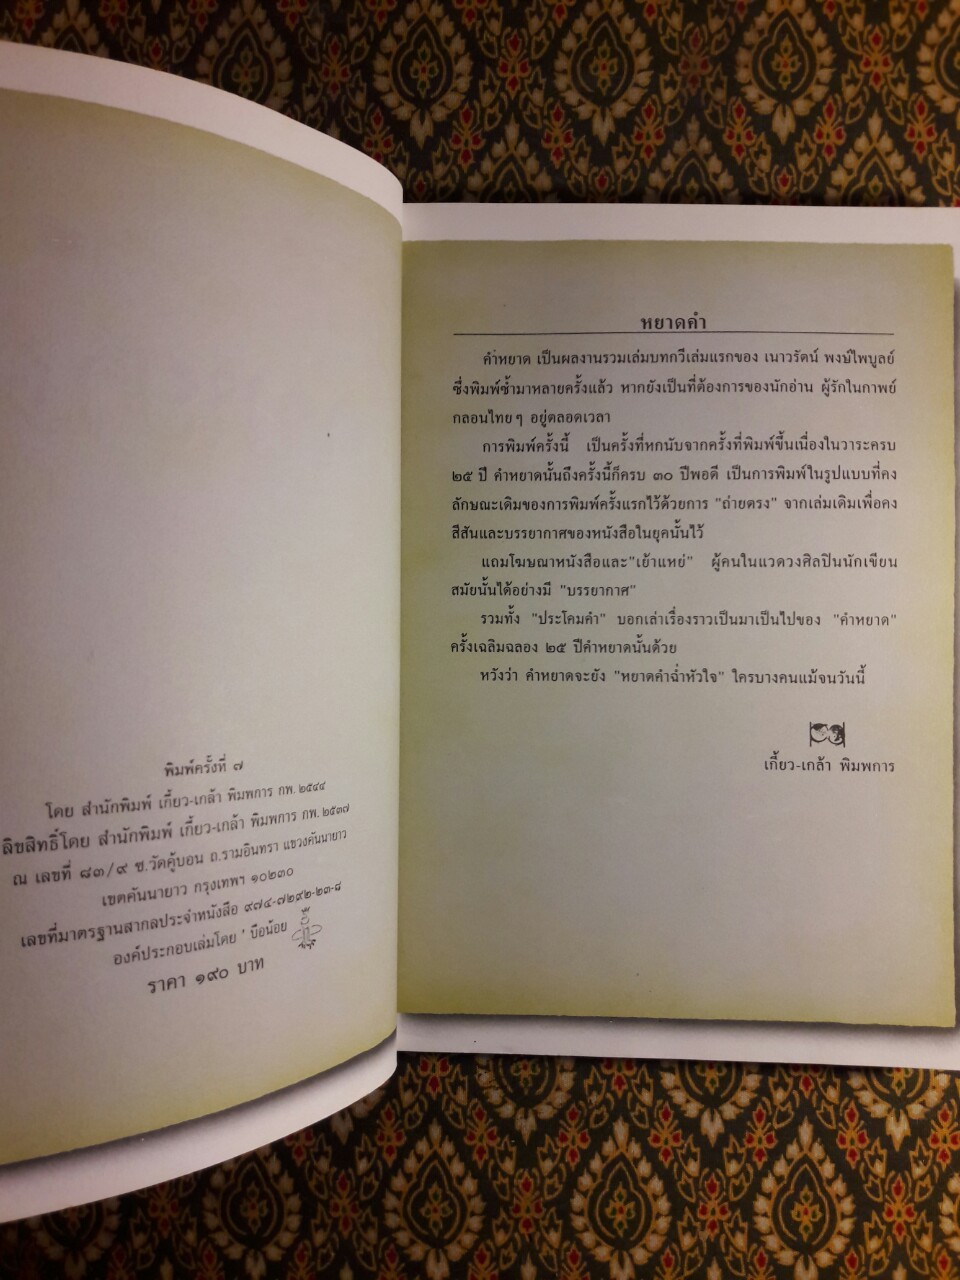 พิมพ์ครั้งที่ ๗
โดย สำนักพิมพ์ เกี้ยว-เกล้า พิมพการ กพ. ๒๕๔๔
ลิขสิทธิ์โดย สำนักพิมพ์ เกี้ยว-เกล้า พิมพการ กพ. ๒๕๓๗
ณ เลขที่ ๘๓/๙ ซ.วัดคู้บอน ถ.รามอินทรา แขวงคันนายาว
เขตคันนายาว กรุงเทพฯ ๑๐๒๓๐
เลขที่มาตรฐานสากลประจำหนังสือ ๙๗๔-๗๒๙๒-๒๓-๘
องค์ประกอบเล่มโดย ' บือน้อย
ราคา ๑๙๐ บาท
หยาดคำ
คำหยาด เป็นผลงานรวมเล่มบทกวีเล่มแรกของ เนาวรัตน์ พงษ์ไพบูลย์
ซึ่งพิมพ์ซ้ำมาหลายครั้งแล้ว หากยังเป็นที่ต้องการของนักอ่าน ผู้รักในกาพย์
กลอนไทยๆ อยู่ตลอดเวลา
การพิมพ์ครั้งนี้ เป็นครั้งที่หกนับจากครั้งที่พิมพ์ขึ้นเนื่องในวาระครบ
๒๕ ปี คำหยาดนั้นถึงครั้งนี้ก็ครบ ๓๐ ปีพอดี เป็นการพิมพ์ในรูปแบบที่คง
ลักษณะเดิมของการพิมพ์ครั้งแรกไว้ด้วยการ "ถ่ายตรง" จากเล่มเดิมเพื่อคง
สีสันและบรรยากาศของหนังสือในยุคนั้นไว้
แถมโฆษณาหนังสือและ"เย้าแหย่" ผู้คนในแวดวงศิลปินนักเขียน
สมัยนั้นได้อย่างมี "บรรยากาศ"
รวมทั้ง "ประโคมคำ" บอกเล่าเรื่องราวเป็นมาเป็นไปของ "คำหยาด"
ครั้งเฉลิมฉลอง ๒๕ ปีคำหยาดนั้นด้วย
หวังว่า คำหยาดจะยัง "หยาดคำฉ่ำหัวใจ" ใครบางคนแม้จนวันนี้
เกี้ยว-เกล้า พิมพการ